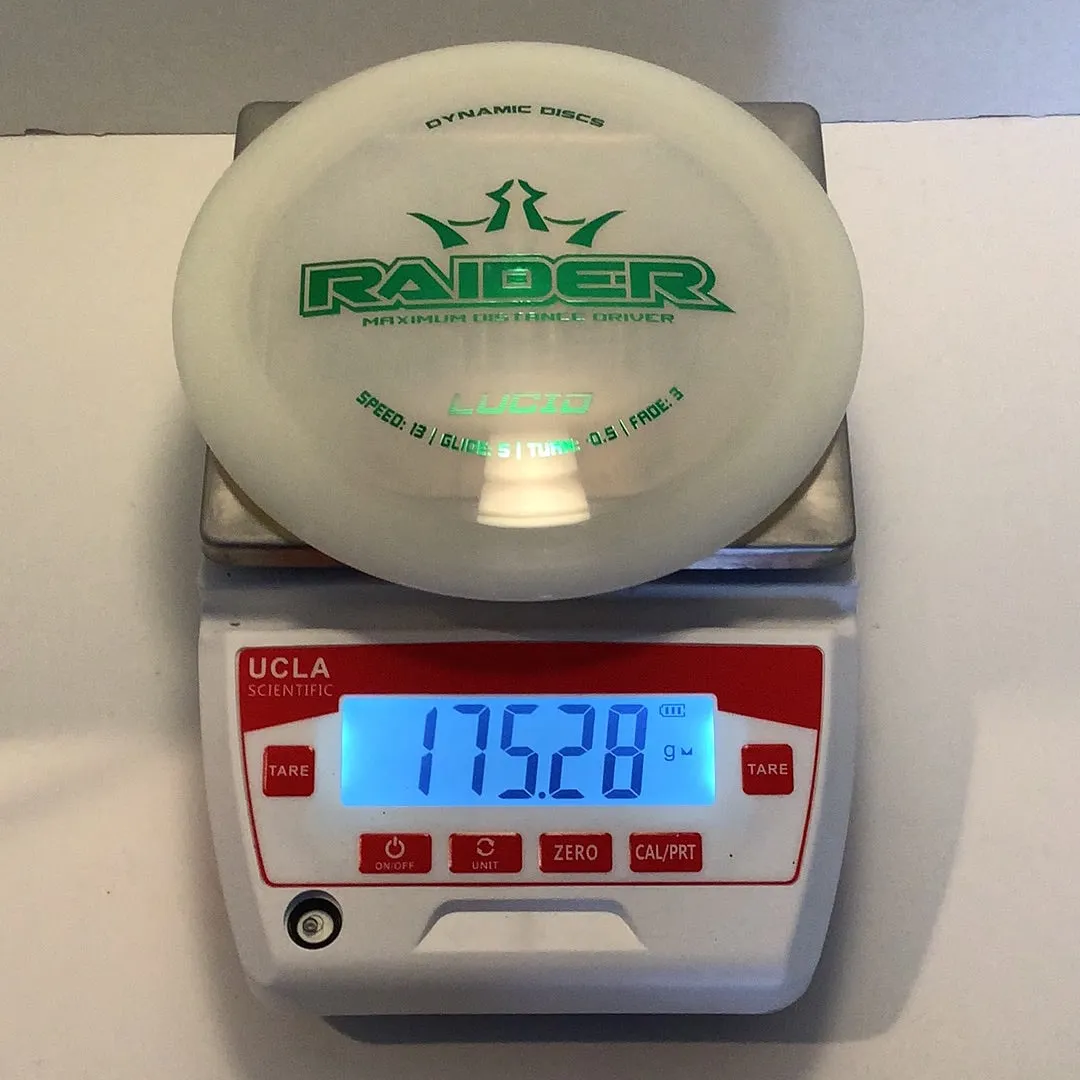 DYNAMIC DISCS
RAIDER
MAXIMUM DISTANCE DRIVER
LUCID
SPEED: 13 | GLIDE: 5 | TURN: -0.5 | FADE: 3
UCLA
SCIENTIFIC
175.28
g
TARE
TARE
ON/OFF
UNIT
ZERO
CAL/PRT